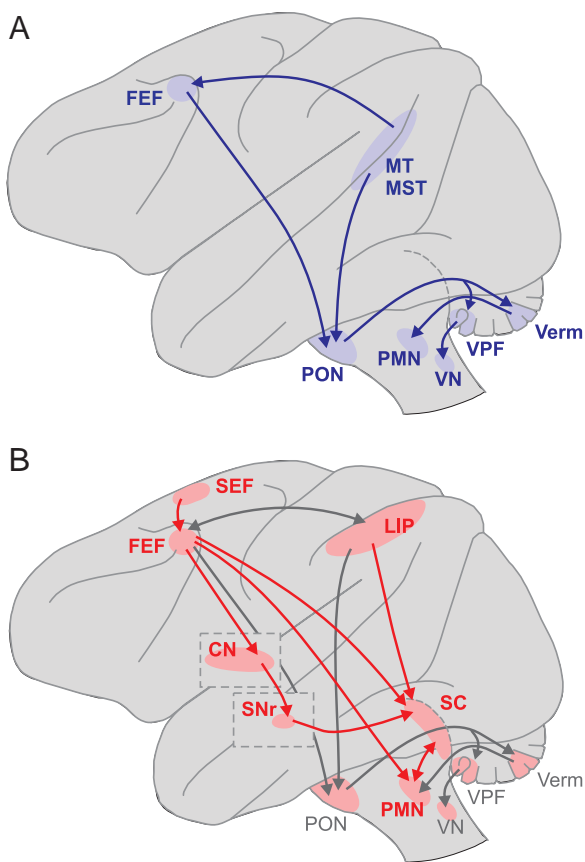 A
FEF
MT
MST
PON
PMN
VN
VPF
Verm
B
SEF
FEF
LIP
CN
SNr
SC
PON
PMN
VN
VPF
Verm